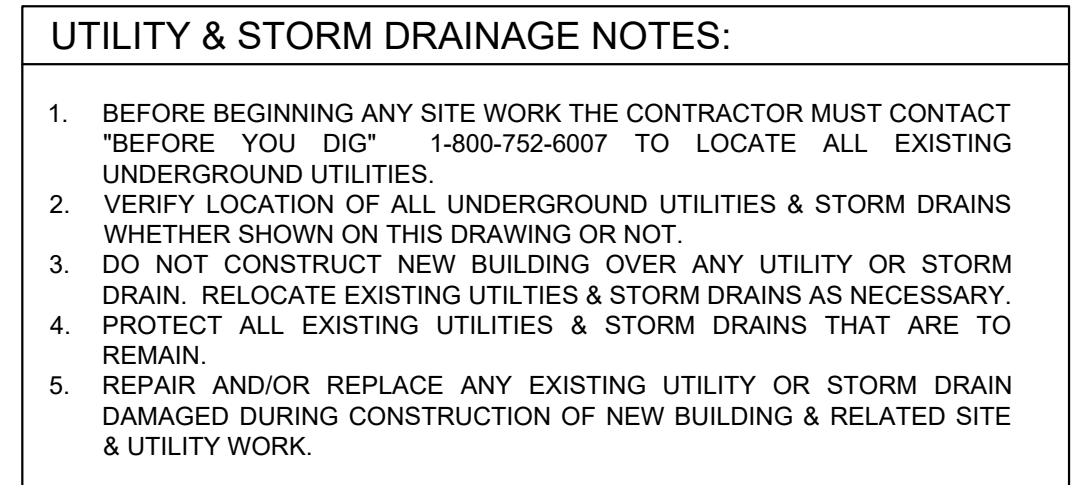 UTILITY & STORM DRAINAGE NOTES:
1. BEFORE BEGINNING ANY SITE WORK THE CONTRACTOR MUST CONTACT
"BEFORE YOU DIG" 1-800-752-6007 TO LOCATE ALL EXISTING
UNDERGROUND UTILITIES.
2. VERIFY LOCATION OF ALL UNDERGROUND UTILITIES & STORM DRAINS
WHETHER SHOWN ON THIS DRAWING OR NOT.
3. DO NOT CONSTRUCT NEW BUILDING OVER ANY UTILITY OR STORM
DRAIN. RELOCATE EXISTING UTILTIES & STORM DRAINS AS NECESSARY.
4. PROTECT ALL EXISTING UTILITIES & STORM DRAINS THAT ARE TO
REMAIN.
5. REPAIR AND/OR REPLACE ANY EXISTING UTILITY OR STORM DRAIN
DAMAGED DURING CONSTRUCTION OF NEW BUILDING & RELATED SITE
& UTILITY WORK.